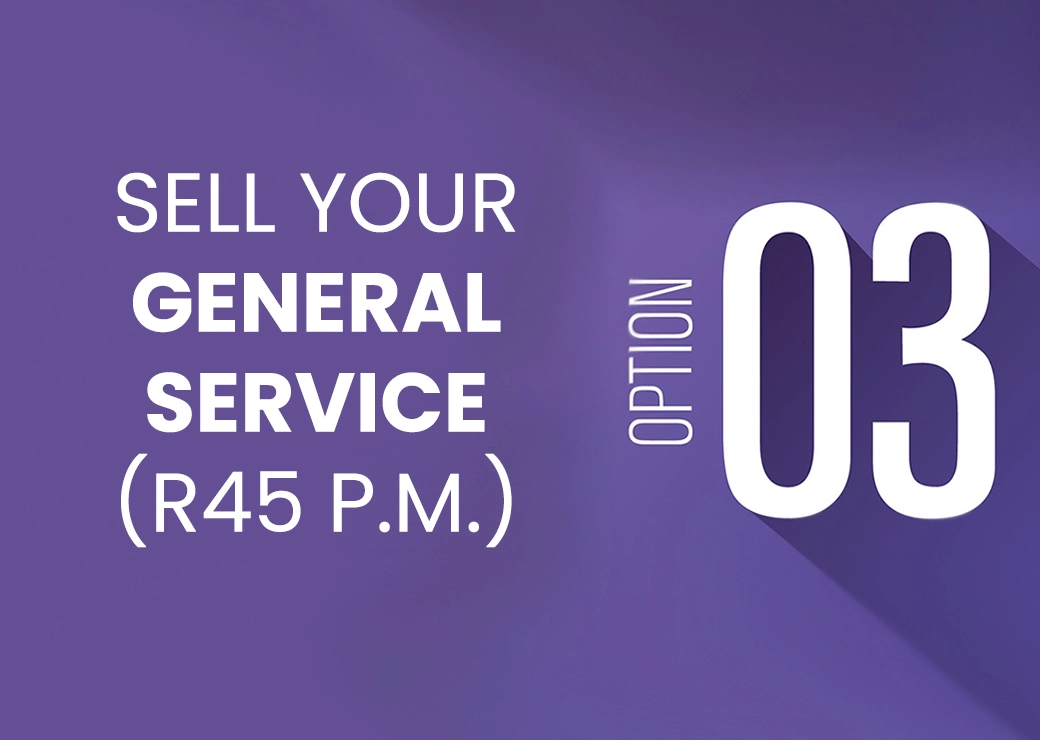 SELL YOUR
GENERAL
SERVICE
(R45 P.M.)
OPTION
03